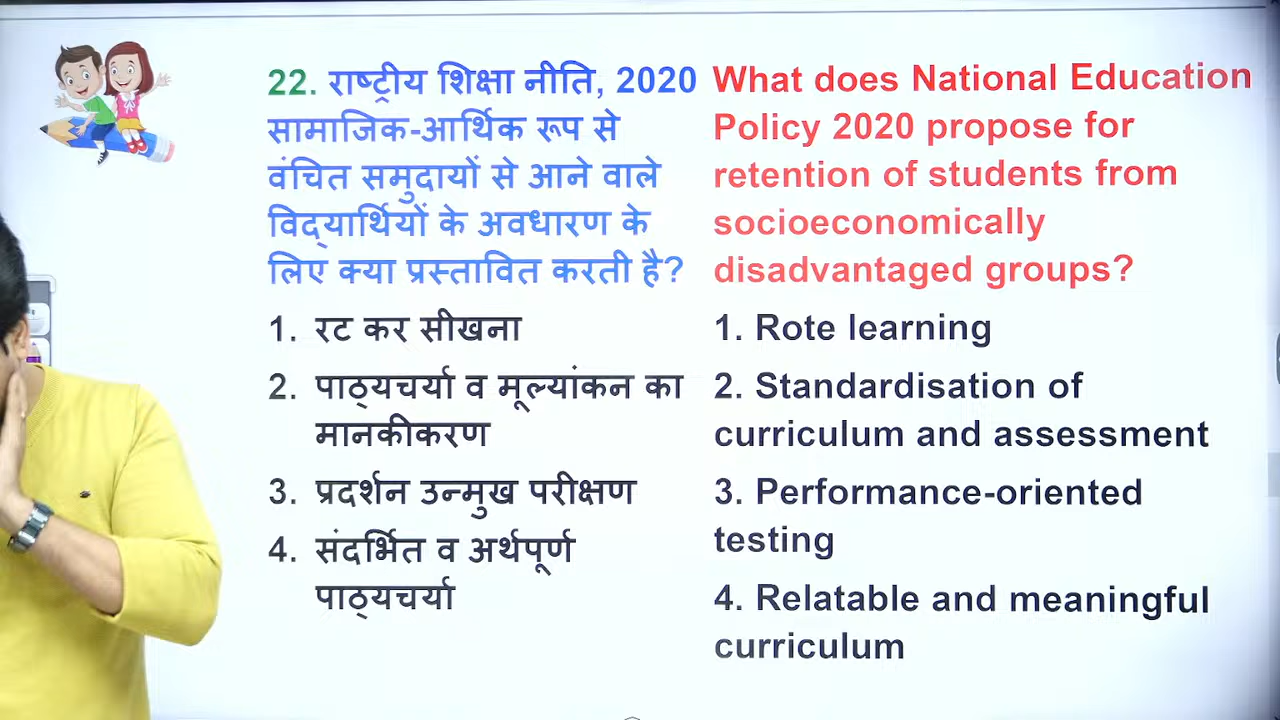 22. राष्ट्रीय शिक्षा नीति, 2020
सामाजिक-आर्थिक रूप से
वंचित समुदायों से आने वाले
विद्यार्थियों के अवधारण के
लिए क्या प्रस्तावित करती है?
1. रट कर सीखना
2. पाठ्यचर्या व मूल्यांकन का
मानकीकरण
3. प्रदर्शन उन्मुख परीक्षण
4. संदर्भित व अर्थपूर्ण
पाठ्यचर्या
What does National Education
Policy 2020 propose for
retention of students from
socioeconomically
disadvantaged groups?
1. Rote learning
2. Standardisation of
curriculum and assessment
3. Performance-oriented
testing
4. Relatable and meaningful
curriculum